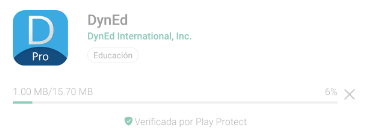 D
Pro
DynEd
DynEd International, Inc.
Educación
1.00 MB/15.70 MB 6%
Verificada por Play Protect